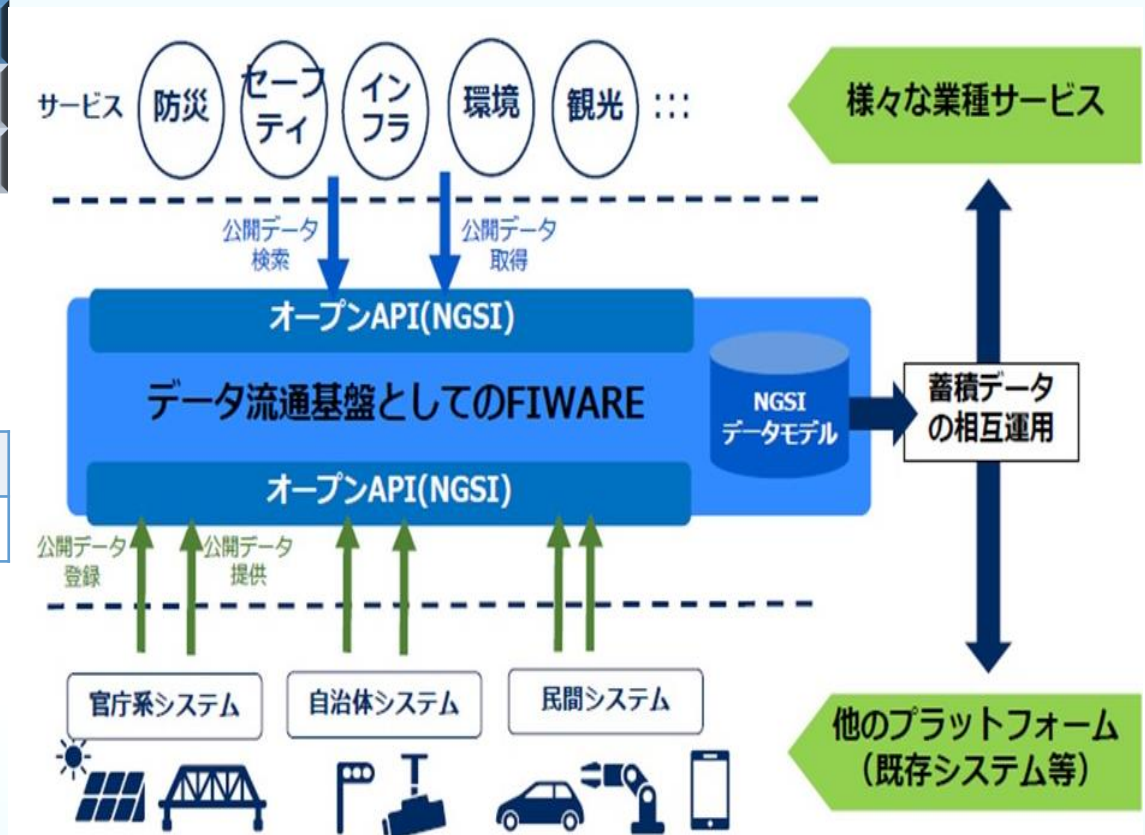 サービス
防災
セーフ
ティ
イン
フラ
環境
観光
:::
様々な業種サービス
公開データ
検索
公開データ
取得
オープンAPI(NGSI)
データ流通基盤としてのFIWARE
NGSI
データモデル
蓄積データ
の相互運用
オープンAPI(NGSI)
公開データ
登録
公開データ
提供
官庁系システム
自治体システム
民間システム
他のプラットフォーム
（既存システム等）